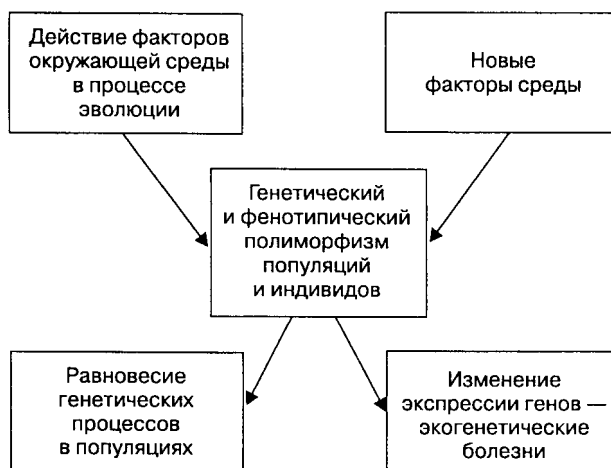 Действие факторов
окружающей среды
в процессе
эволюции
Новые
факторы среды
Генетический
и фенотипический
полиморфизм
популяций
и индивидов
Равновесие
генетических
процессов
в популяциях
Изменение
экспрессии генов —
экогенетические
болезни